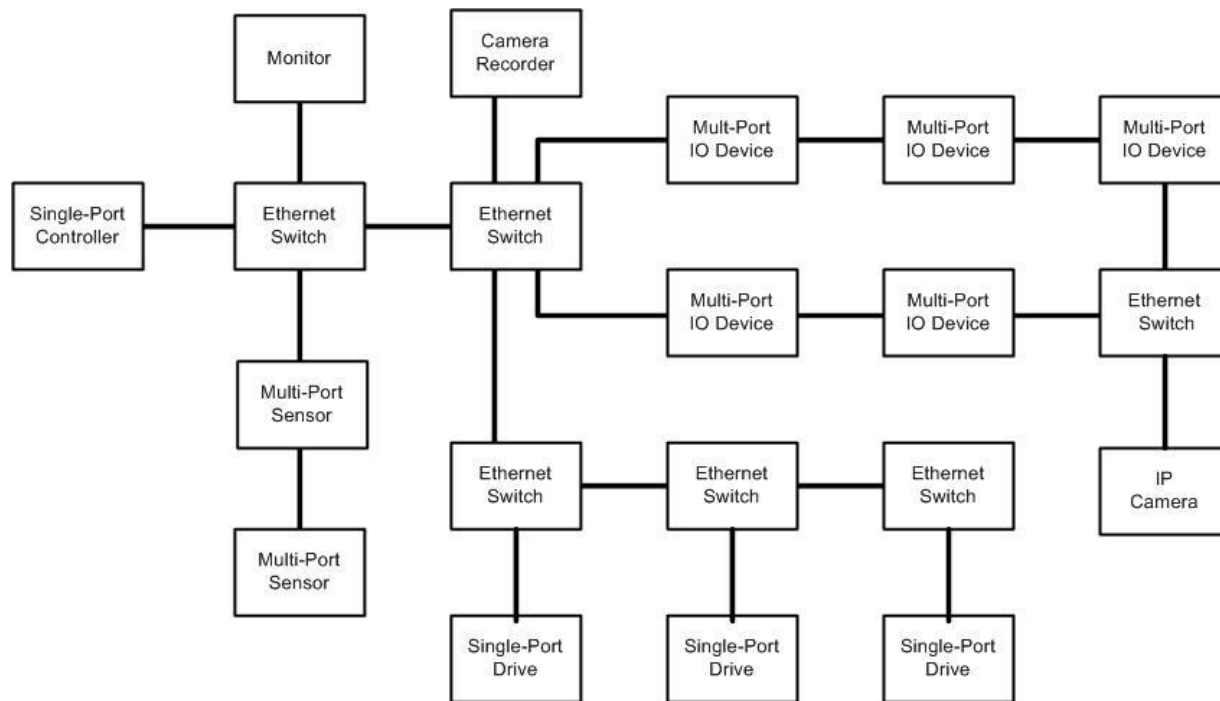 Monitor
Camera
Recorder
Mult-Port
IO Device
Multi-Port
IO Device
Multi-Port
IO Device
Single-Port
Controller
Ethernet
Switch
Ethernet
Switch
Multi-Port
IO Device
Multi-Port
IO Device
Ethernet
Switch
Multi-Port
Sensor
Ethernet
Switch
Ethernet
Switch
Ethernet
Switch
IP
Camera
Multi-Port
Sensor
Single-Port
Drive
Single-Port
Drive
Single-Port
Drive